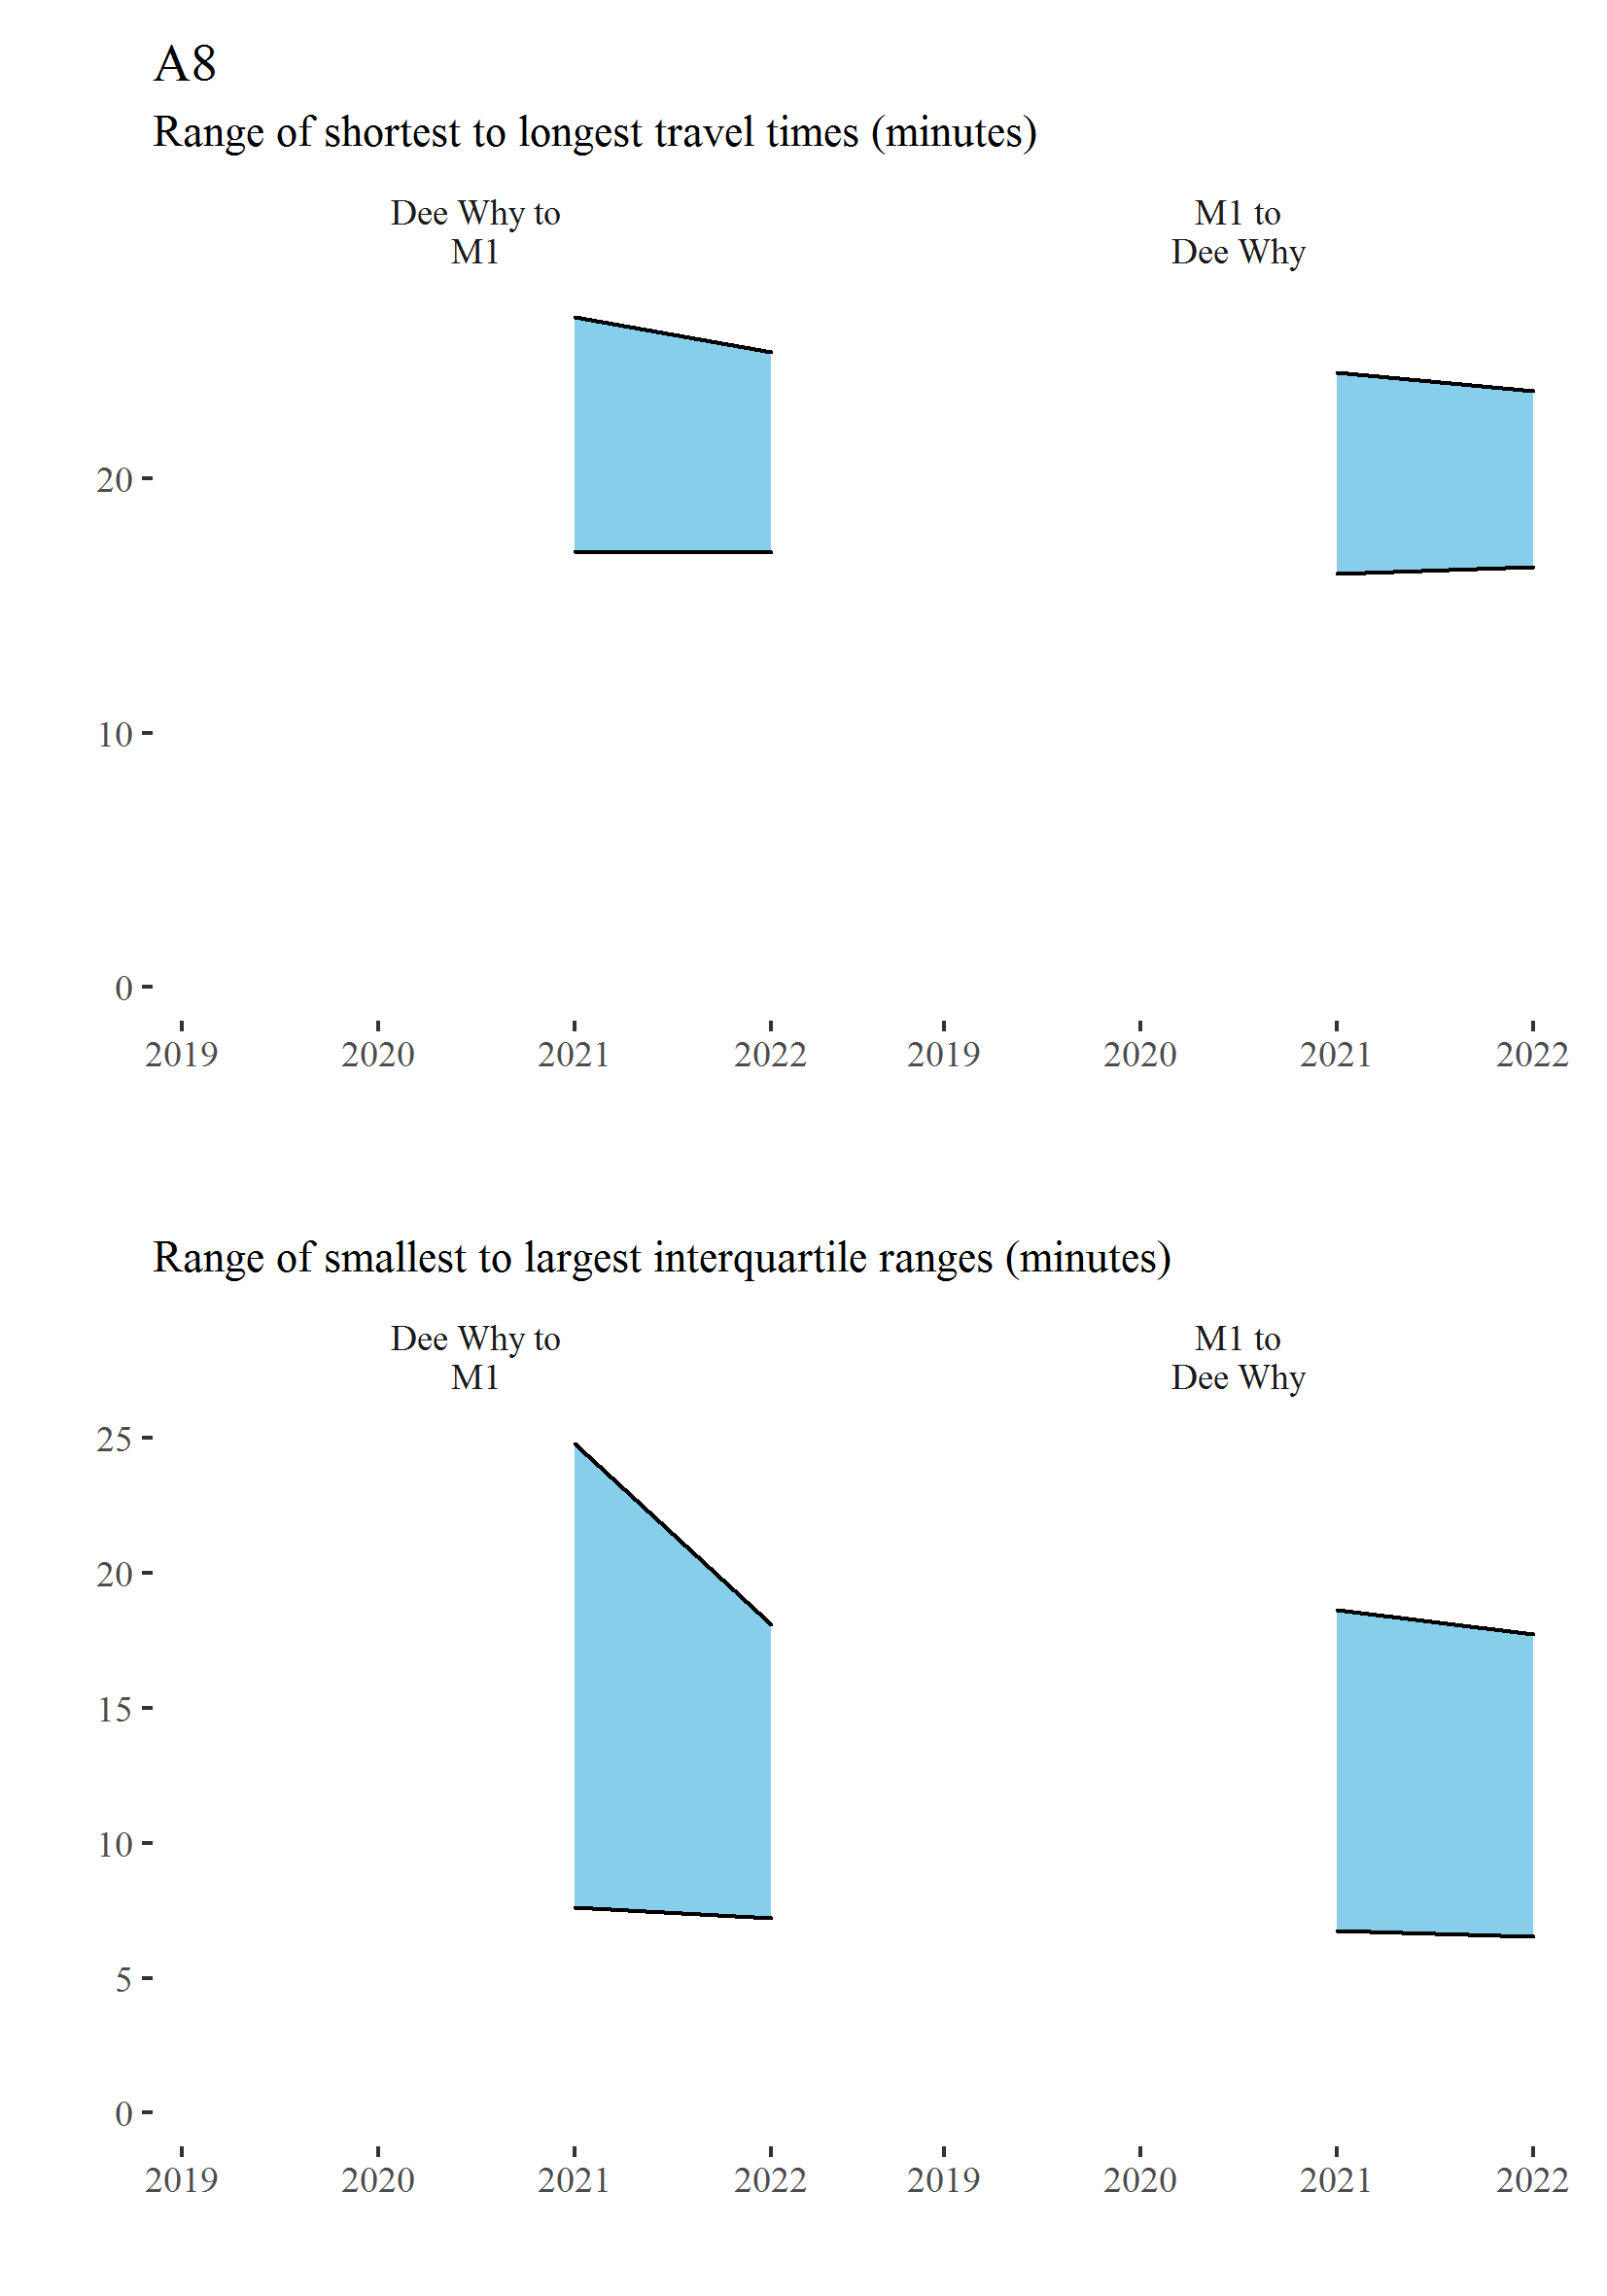 A8
Range of shortest to longest travel times (minutes)
Dee Why to
M1
M1 to
Dee Why
20
10
0
2019 2020 2021 2022 2019 2020 2021 2022
Range of smallest to largest interquartile ranges (minutes)
Dee Why to
M1
M1 to
Dee Why
25
20
15
10
5
0
2019 2020 2021 2022 2019 2020 2021 2022